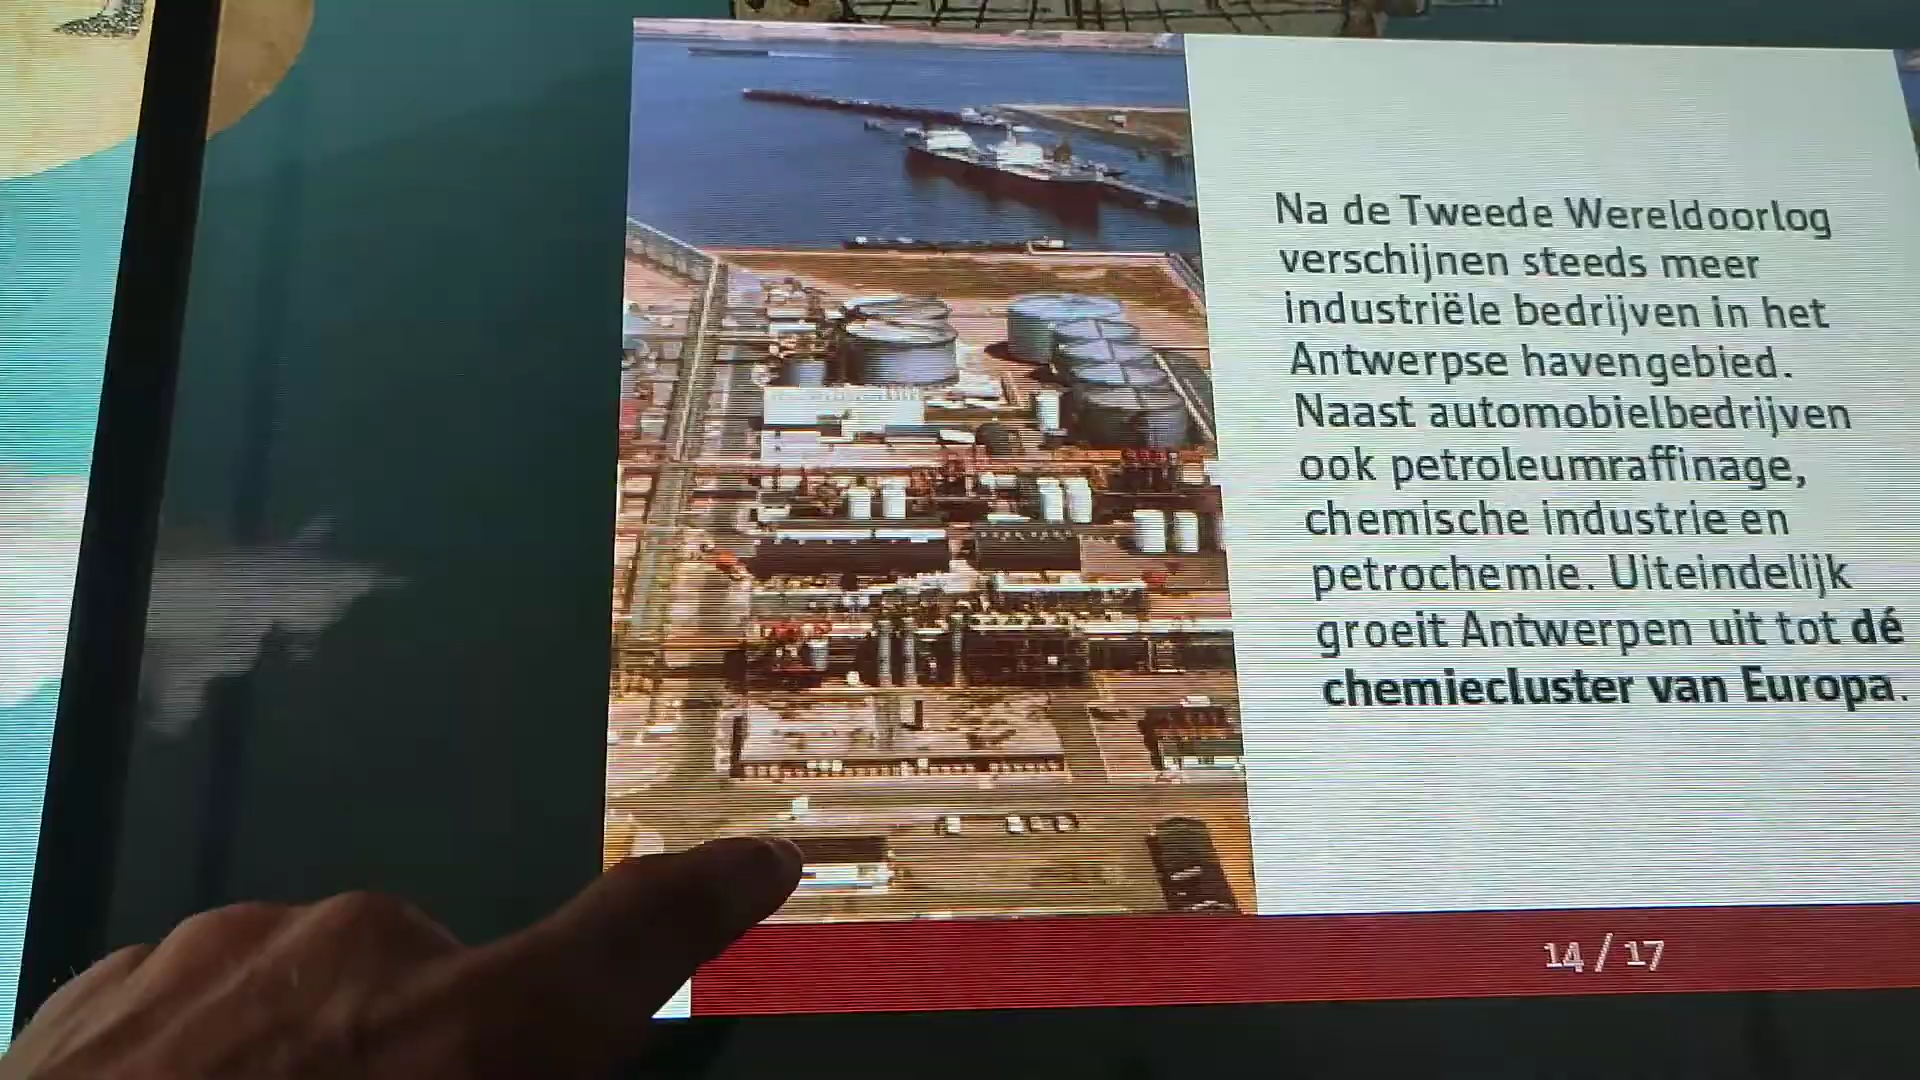 Na de Tweede Wereldoorlog
verschijnen steeds meer
industriële bedrijven in het
Antwerpse havengebied.
Naast automobielbedrijven
ook petroleumraffinage,
chemische industrie en
petrochemie. Uiteindelijk
groeit Antwerpen uit tot dé
chemiecluster van Europa.
14 / 17